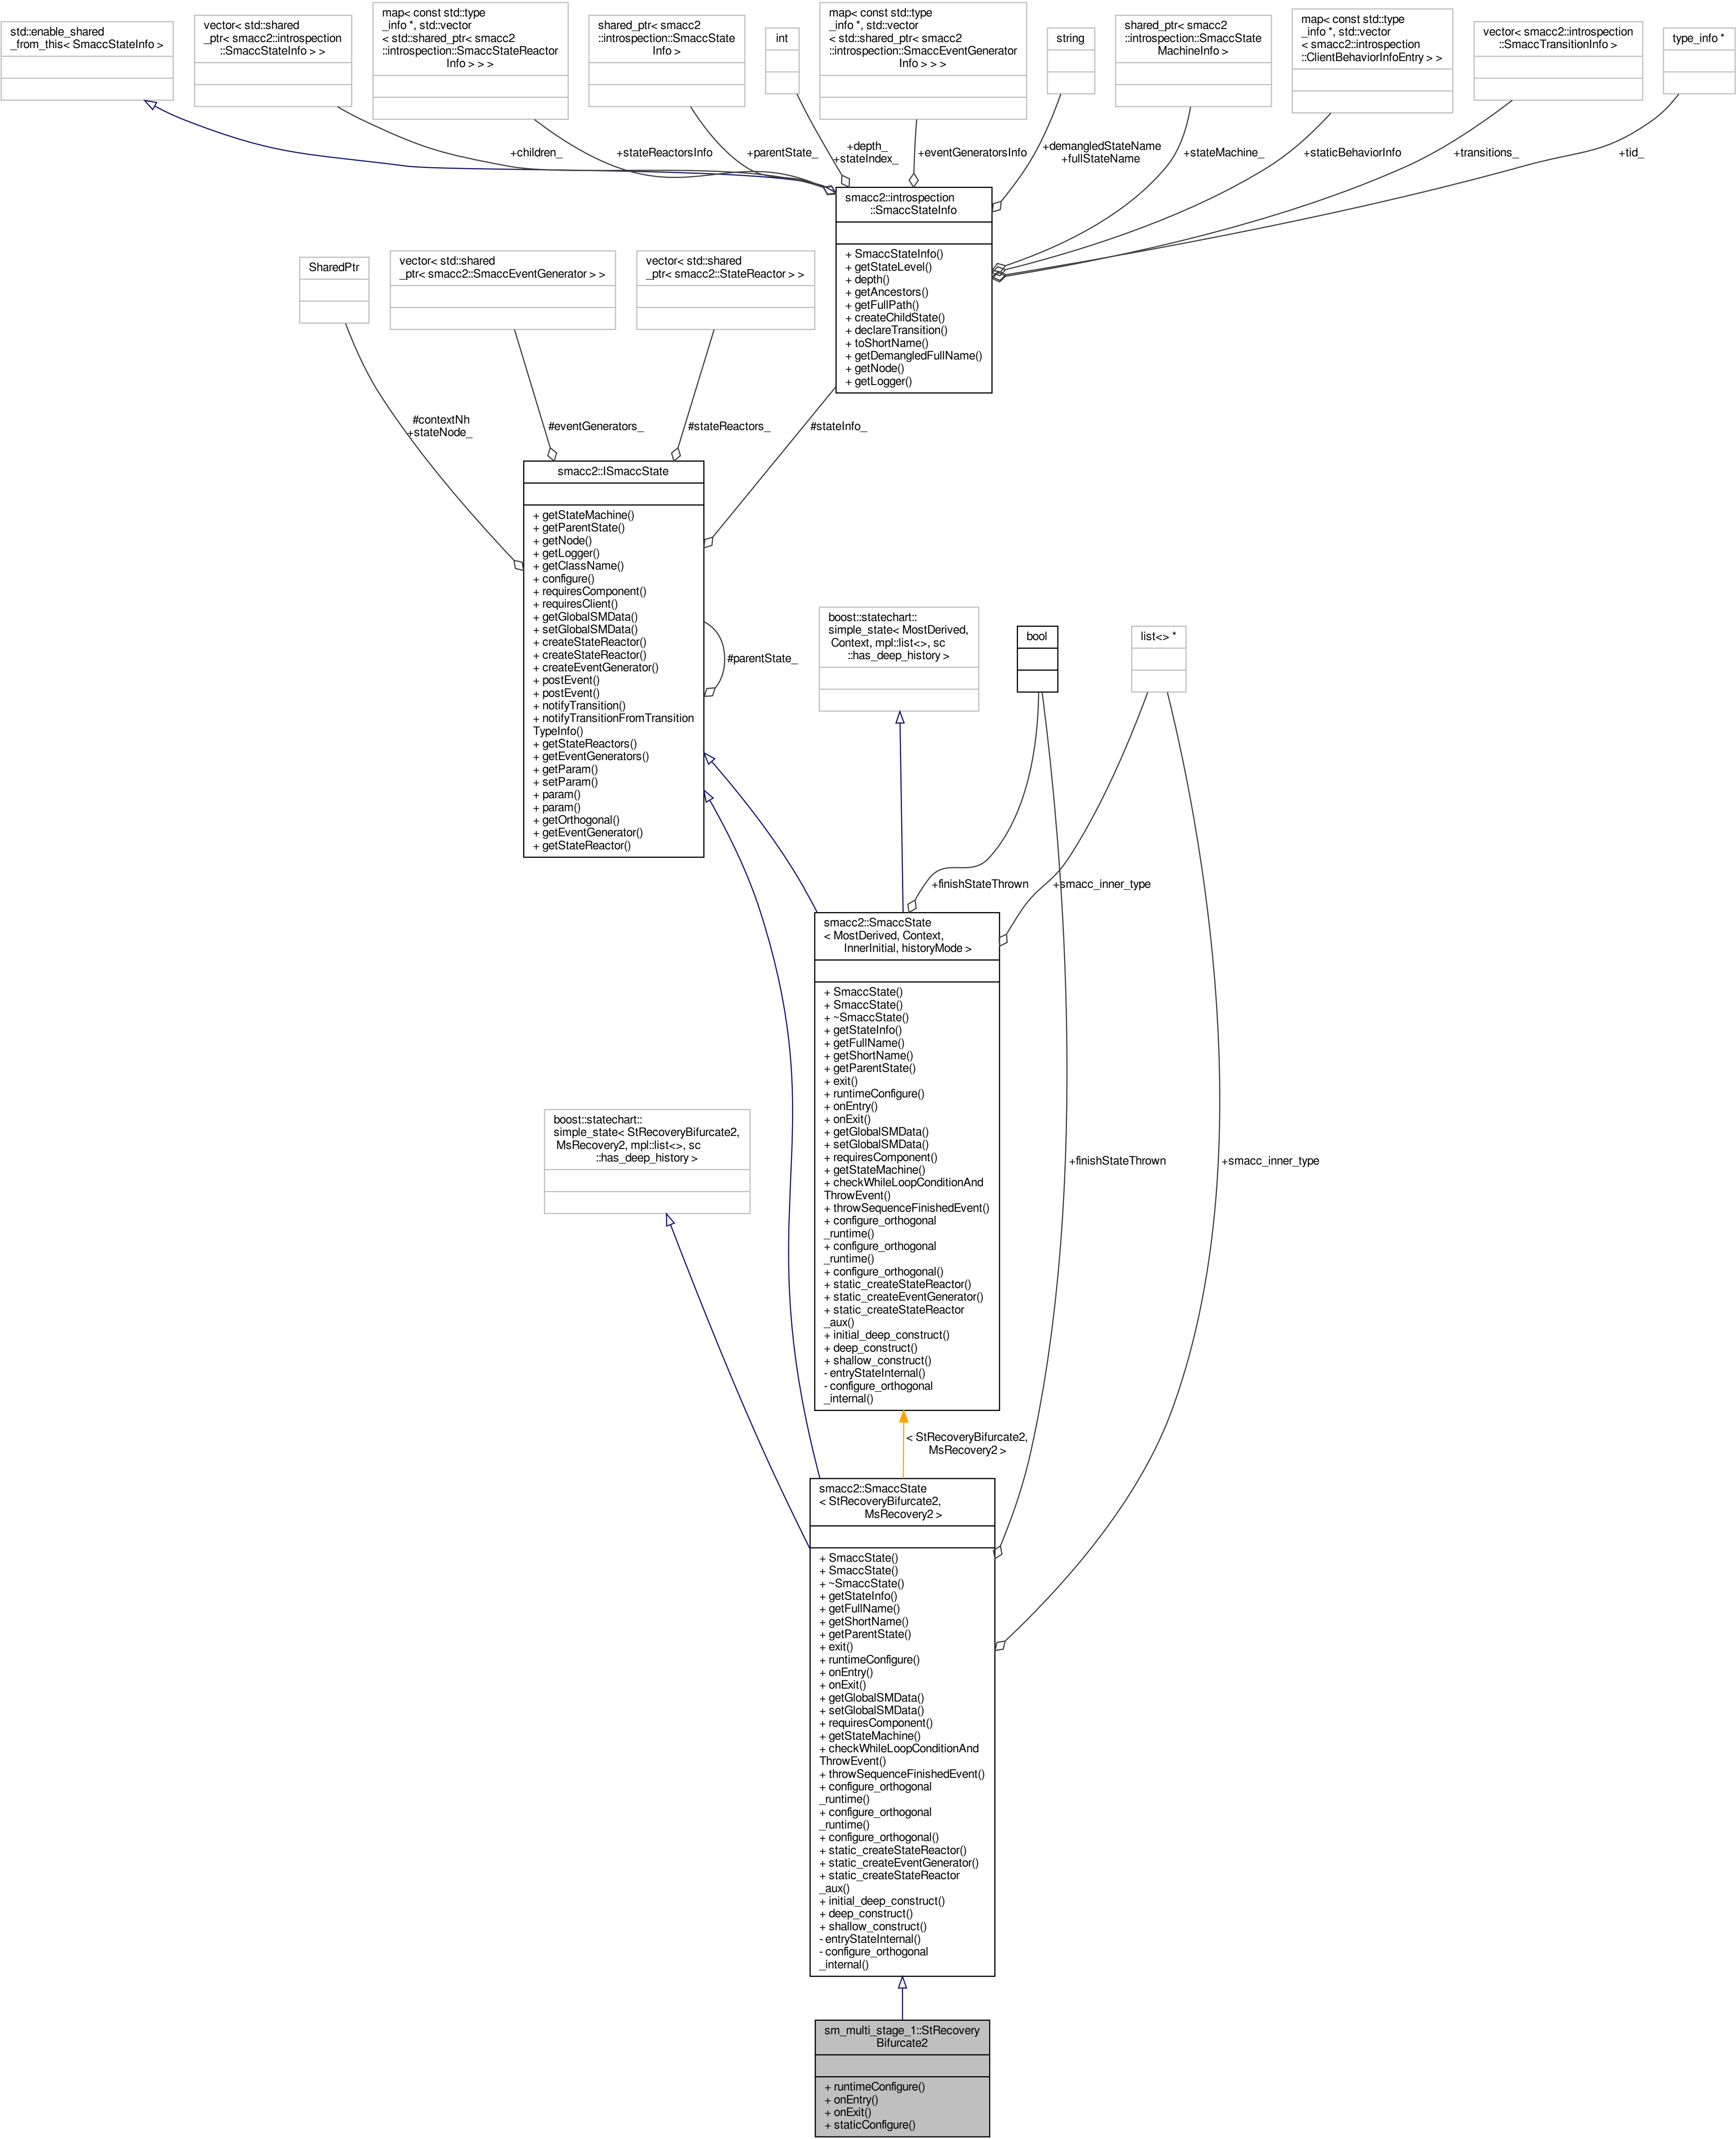 std::enable_shared
_from_this< SmaccStateInfo >
vector< std::shared
_ptr< smacc2::introspection
::SmaccStateInfo > >
map< const std::type
_info *, std::vector
< std::shared_ptr< smacc2
::introspection::SmaccStateReactor
Info > > >
shared_ptr< smacc2
::introspection::SmaccState
Info >
int
map< const std::type
_info *, std::vector
< std::shared_ptr< smacc2
::introspection::SmaccEventGenerator
Info > > >
string
shared_ptr< smacc2
::introspection::SmaccState
MachineInfo >
map< const std::type
_info *, std::vector
< smacc2::introspection
::ClientBehaviorInfoEntry > >
vector< smacc2::introspection
::SmaccTransitionInfo >
type_info *
+children_
+stateReactorsInfo
+parentState_
+depth_
+stateIndex_
+eventGeneratorsInfo
+demangledStateName
+fullStateName
+stateMachine_
+staticBehaviorInfo
+transitions_
+tid_
smacc2::introspection
::SmaccStateInfo
+ SmaccStateInfo()
+ getStateLevel()
+ depth()
+ getAncestors()
+ getFullPath()
+ createChildState()
+ declareTransition()
+ toShortName()
+ getDemangledFullName()
+ getNode()
+ getLogger()
SharedPtr
vector< std::shared
_ptr< smacc2::SmaccEventGenerator > >
vector< std::shared
_ptr< smacc2::StateReactor > >
#contextNh
+stateNode_
#eventGenerators_
#stateReactors_
#stateInfo_
smacc2::ISmaccState
+ getStateMachine()
+ getParentState()
+ getNode()
+ getLogger()
+ getClassName()
+ configure()
+ requiresComponent()
+ requiresClient()
+ getGlobalSMData()
+ setGlobalSMData()
+ createStateReactor()
+ createStateReactor()
+ createEventGenerator()
+ postEvent()
+ postEvent()
+ notifyTransition()
+ notifyTransitionFromTransition
TypeInfo()
+ getStateReactors()
+ getEventGenerators()
+ getParam()
+ setParam()
+ param()
+ param()
+ getOrthogonal()
+ getEventGenerator()
+ getStateReactor()
#parentState_
boost::statechart::
simple_state< MostDerived,
Context, mpl::list<>, sc
::has_deep_history >
bool
list<> *
+finishStateThrown
+smacc_inner_type
smacc2::SmaccState
< MostDerived, Context,
InnerInitial, historyMode >
+ SmaccState()
+ SmaccState()
+ ~SmaccState()
+ getStateInfo()
+ getFullName()
+ getShortName()
+ getParentState()
+ exit()
+ runtimeConfigure()
+ onEntry()
+ onExit()
+ getGlobalSMData()
+ setGlobalSMData()
+ requiresComponent()
+ getStateMachine()
+ checkWhileLoopConditionAnd
ThrowEvent()
+ throwSequenceFinishedEvent()
+ configure_orthogonal
_runtime()
+ configure_orthogonal
_runtime()
+ configure_orthogonal()
+ static_createStateReactor()
+ static_createEventGenerator()
+ static_createStateReactor
_aux()
+ initial_deep_construct()
+ deep_construct()
+ shallow_construct()
- entryStateInternal()
- configure_orthogonal
_internal()
boost::statechart::
simple_state< StRecoveryBifurcate2,
MsRecovery2, mpl::list<>, sc
::has_deep_history >
+finishStateThrown
+smacc_inner_type
< StRecoveryBifurcate2,
MsRecovery2 >
smacc2::SmaccState
< StRecoveryBifurcate2,
MsRecovery2 >
+ SmaccState()
+ SmaccState()
+ ~SmaccState()
+ getStateInfo()
+ getFullName()
+ getShortName()
+ getParentState()
+ exit()
+ runtimeConfigure()
+ onEntry()
+ onExit()
+ getGlobalSMData()
+ setGlobalSMData()
+ requiresComponent()
+ getStateMachine()
+ checkWhileLoopConditionAnd
ThrowEvent()
+ throwSequenceFinishedEvent()
+ configure_orthogonal
_runtime()
+ configure_orthogonal
_runtime()
+ configure_orthogonal()
+ static_createStateReactor()
+ static_createEventGenerator()
+ static_createStateReactor
_aux()
+ initial_deep_construct()
+ deep_construct()
+ shallow_construct()
- entryStateInternal()
- configure_orthogonal
_internal()
sm_multi_stage_1::StRecovery
Bifurcate2
+ runtimeConfigure()
+ onEntry()
+ onExit()
+ staticConfigure()